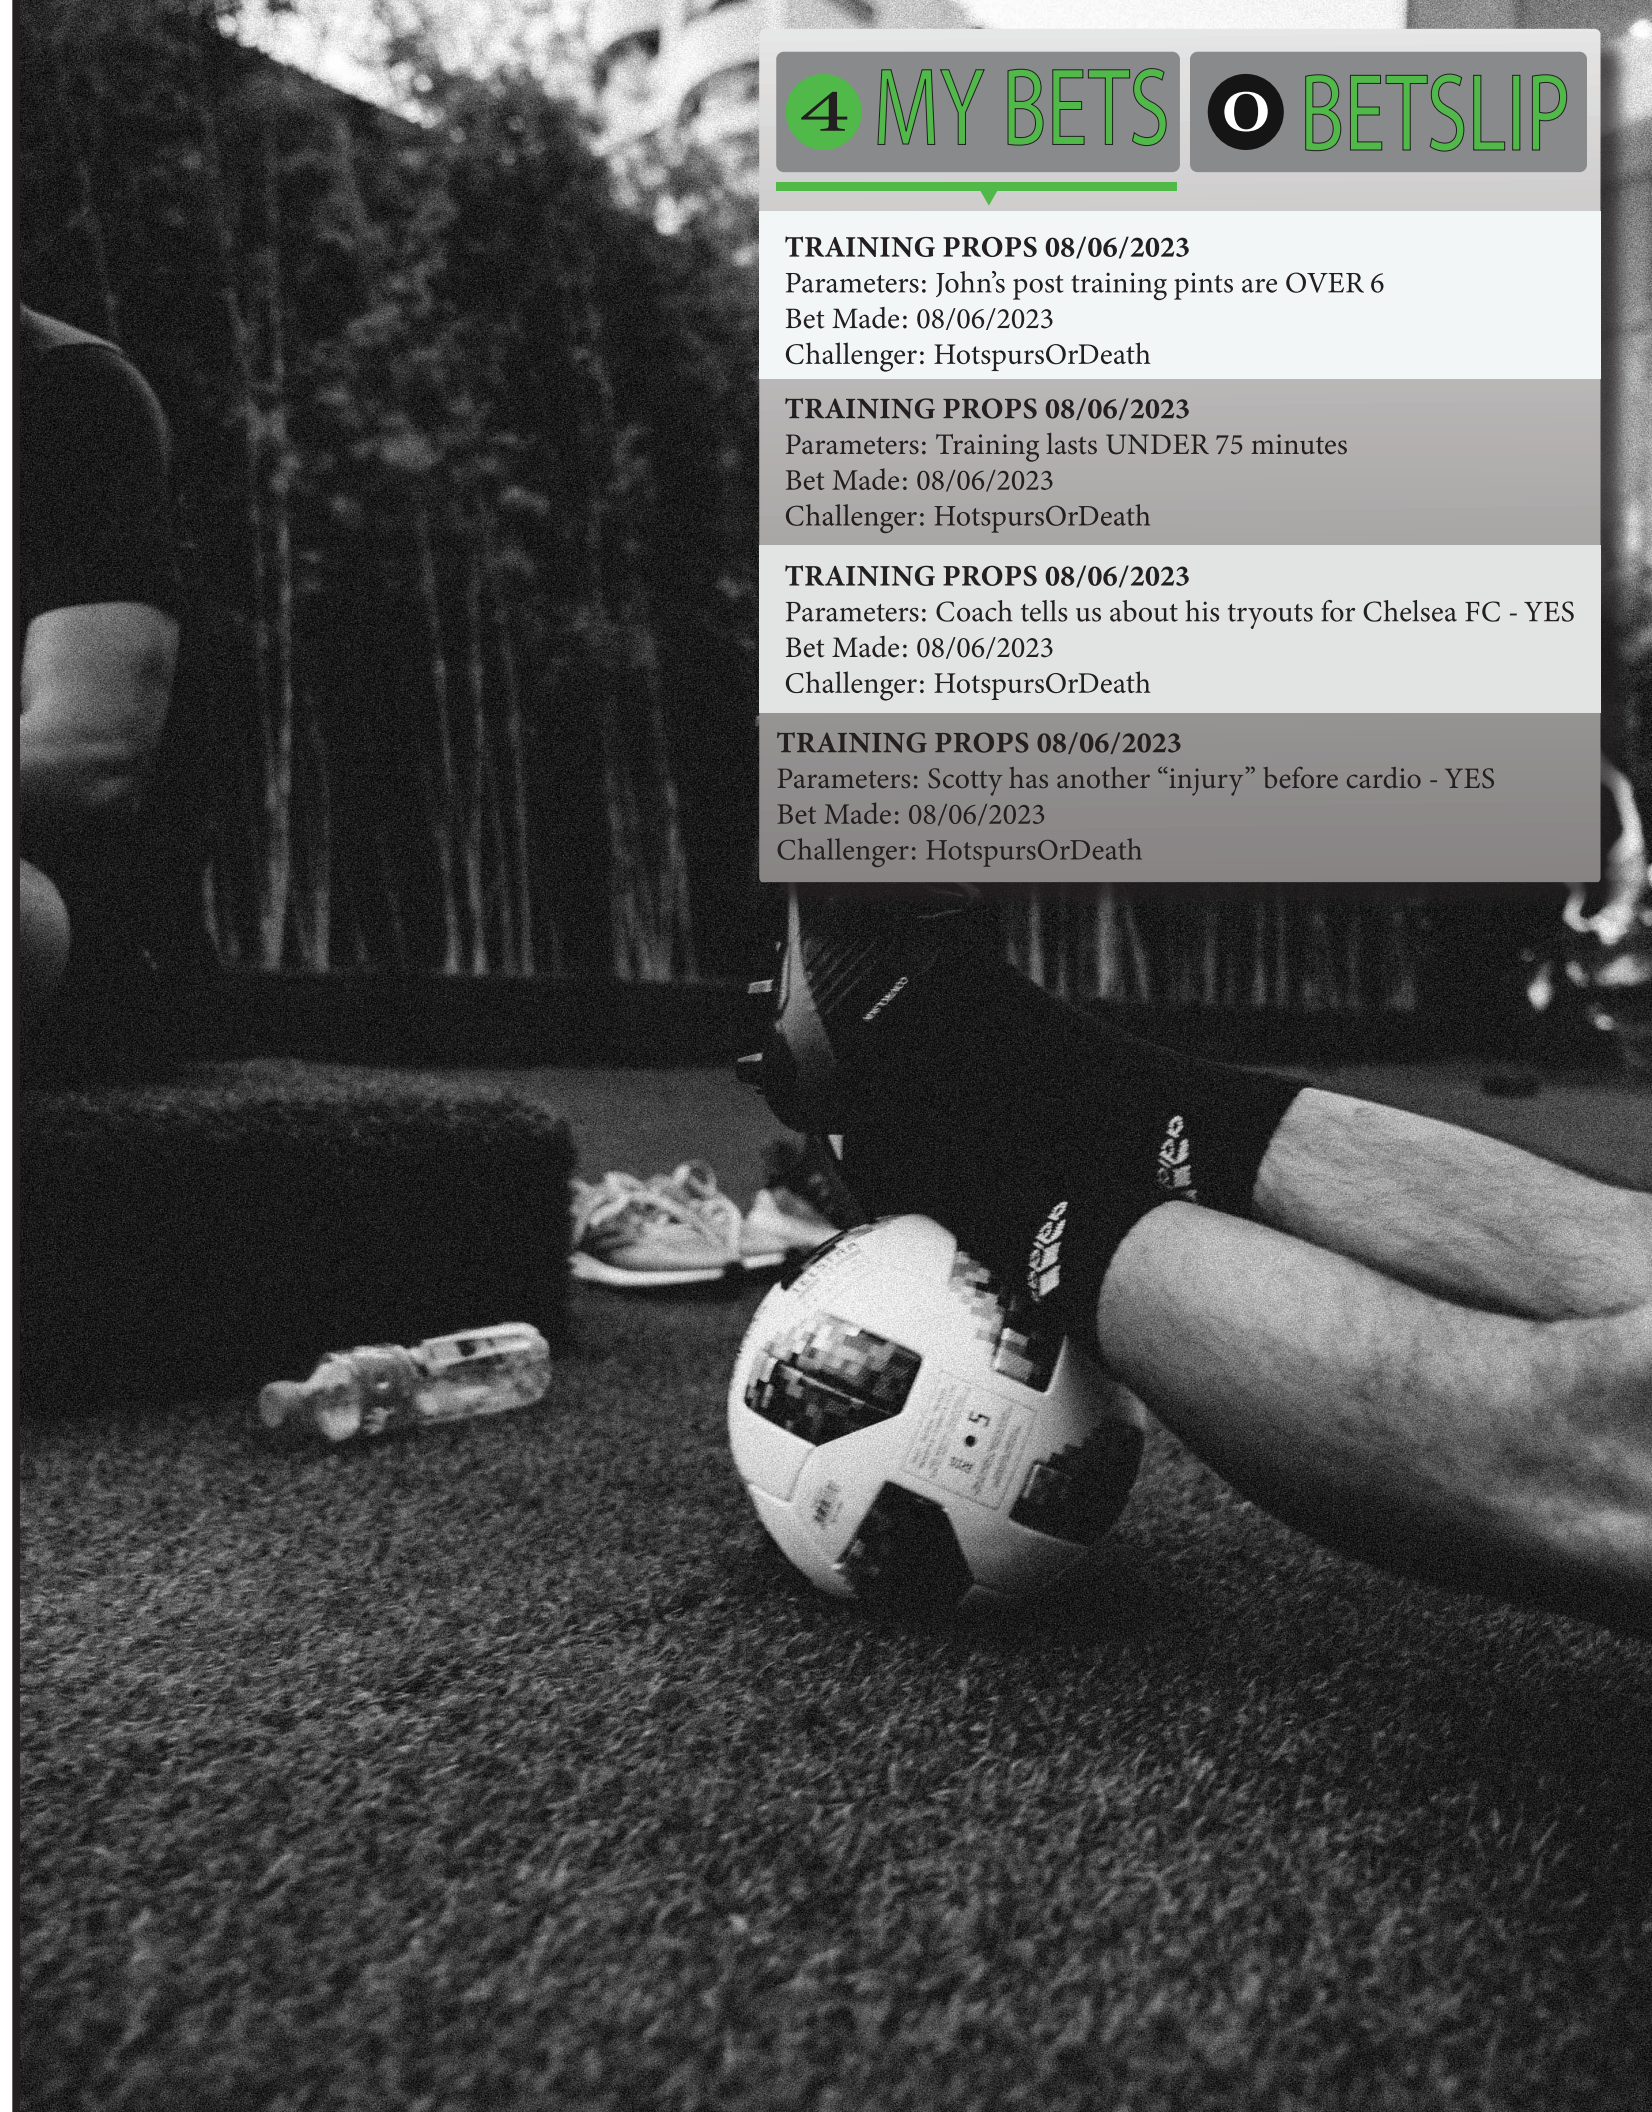 4 MY BETS
0 BETSLIP
TRAINING PROPS 08/06/2023
Parameters: John’s post training pints are OVER 6
Bet Made: 08/06/2023
Challenger: HotspursOrDeath
TRAINING PROPS 08/06/2023
Parameters: Training lasts UNDER 75 minutes
Bet Made: 08/06/2023
Challenger: HotspursOrDeath
TRAINING PROPS 08/06/2023
Parameters: Coach tells us about his tryouts for Chelsea FC - YES
Bet Made: 08/06/2023
Challenger: HotspursOrDeath
TRAINING PROPS 08/06/2023
Parameters: Scotty has another “injury” before cardio - YES
Bet Made: 08/06/2023
Challenger: HotspursOrDeath
5